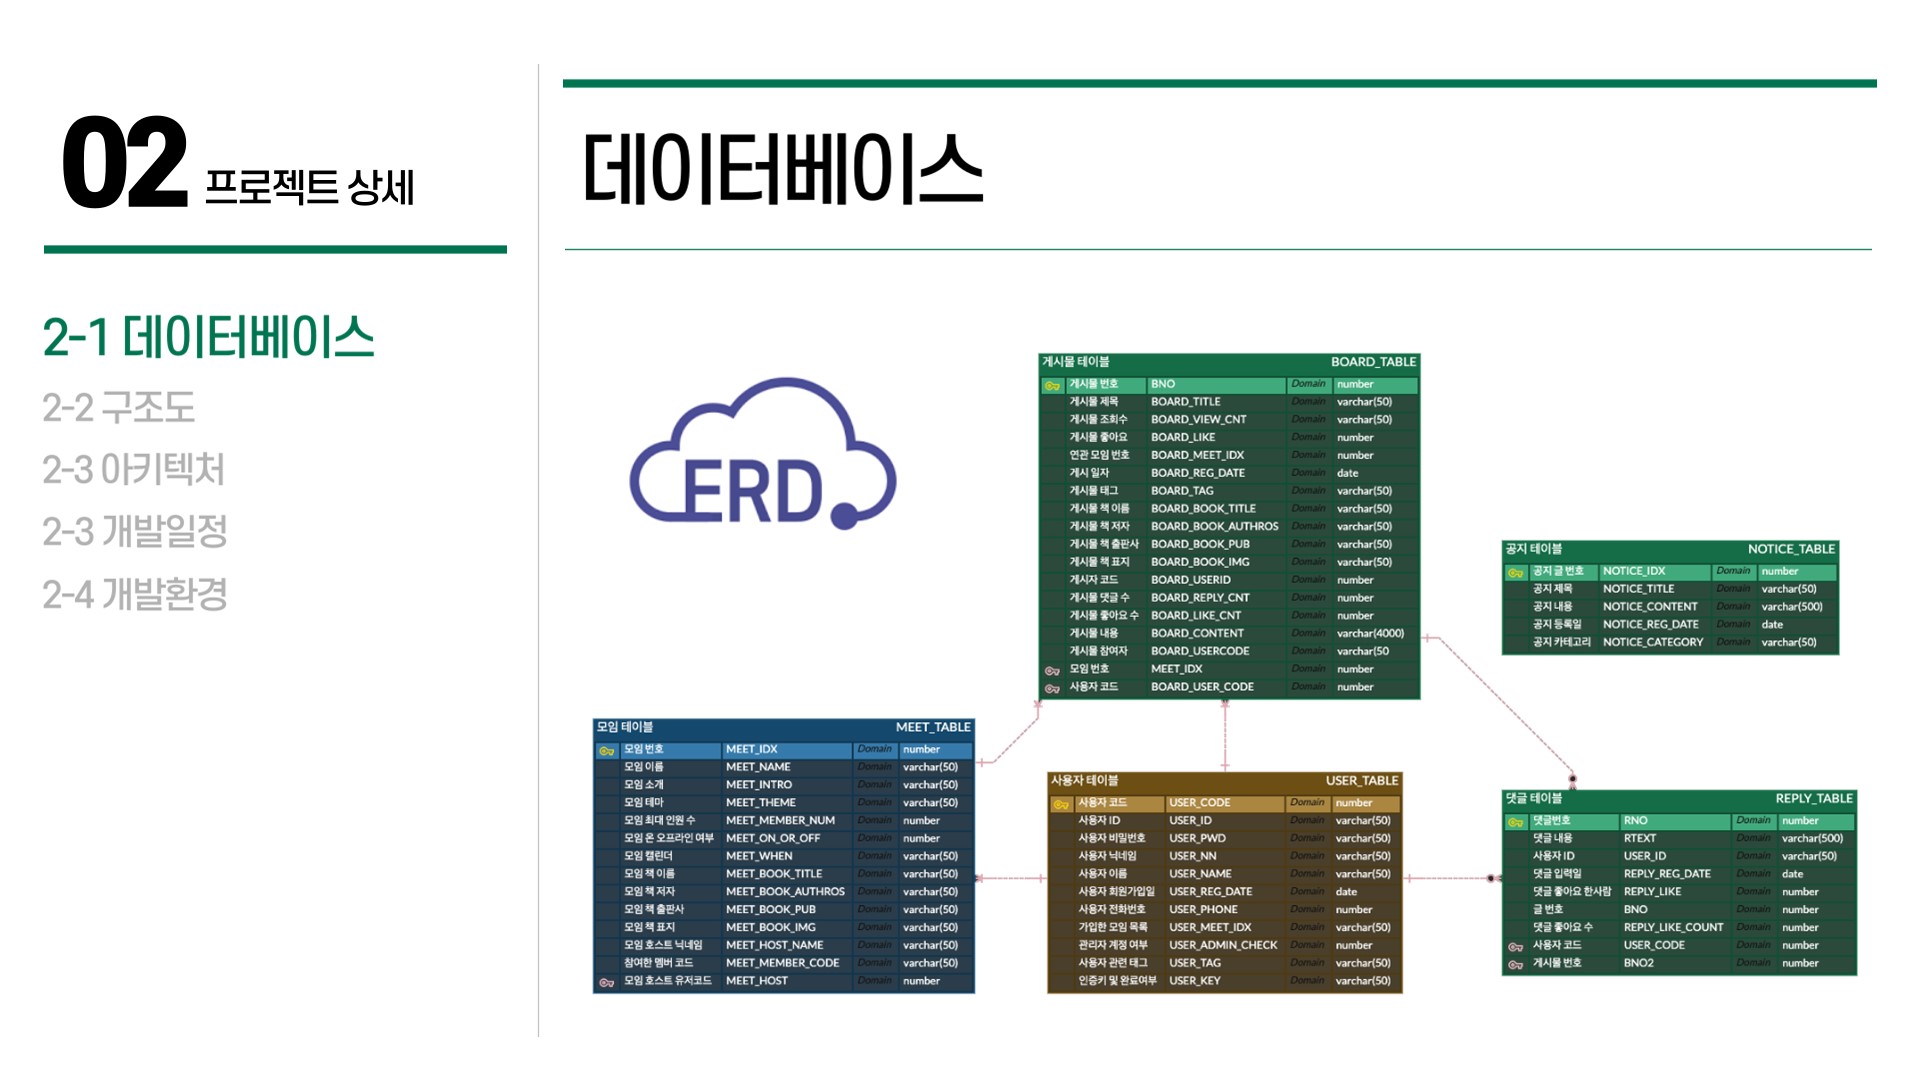 02 프로젝트 상세
2-1 데이터베이스
2-2 구조도
2-3 아키텍처
2-3 개발일정
2-4 개발환경
데이터베이스
ERD
게시물 테이블 BOARD_TABLE
게시물 번호 BNO Domain number
게시물 제목 BOARD_TITLE Domain varchar(50)
게시물 조회수 BOARD_VIEW_CNT Domain varchar(50)
게시물 좋아요 BOARD_LIKE Domain number
연관 모임 번호 BOARD_MEET_IDX Domain number
게시 일자 BOARD_REG_DATE Domain date
게시물 태그 BOARD_TAG Domain varchar(50)
게시물 책 이름 BOARD_BOOK_TITLE Domain varchar(50)
게시물 책 저자 BOARD_BOOK_AUTHROS Domain varchar(50)
게시물 책 출판사 BOARD_BOOK_PUB Domain varchar(50)
게시물 책 표지 BOARD_BOOK_IMG Domain varchar(50)
게시자 코드 BOARD_USERID Domain number
게시물 댓글 수 BOARD_REPLY_CNT Domain number
게시물 좋아요 수 BOARD_LIKE_CNT Domain number
게시물 내용 BOARD_CONTENT Domain varchar(4000)
게시물 참여자 BOARD_USERCODE Domain varchar(50
모임 번호 MEET_IDX Domain number
사용자 코드 BOARD_USER_CODE Domain number
공지 테이블 NOTICE_TABLE
공지 글 번호 NOTICE_IDX Domain number
공지 제목 NOTICE_TITLE Domain varchar(50)
공지 내용 NOTICE_CONTENT Domain varchar(500)
공지 등록일 NOTICE_REG_DATE Domain date
공지 카테고리 NOTICE_CATEGORY Domain varchar(50)
모임 테이블 MEET_TABLE
모임 번호 MEET_IDX Domain number
모임 이름 MEET_NAME Domain varchar(50)
모임 소개 MEET_INTRO Domain varchar(50)
모임 테마 MEET_THEME Domain varchar(50)
모임 최대 인원 수 MEET_MEMBER_NUM Domain number
모임 온 오프라인 여부 MEET_ON_OR_OFF Domain number
모임 캘린더 MEET_WHEN Domain varchar(50)
모임 책 이름 MEET_BOOK_TITLE Domain varchar(50)
모임 책 저자 MEET_BOOK_AUTHROS Domain varchar(50)
모임 책 출판사 MEET_BOOK_PUB Domain varchar(50)
모임 책 표지 MEET_BOOK_IMG Domain varchar(50)
모임 호스트 닉네임 MEET_HOST_NAME Domain varchar(50)
참여한 멤버 코드 MEET_MEMBER_CODE Domain varchar(50)
모임 호스트 유저코드 MEET_HOST Domain number
사용자 테이블 USER_TABLE
사용자 코드 USER_CODE Domain number
사용자 ID USER_ID Domain varchar(50)
사용자 비밀번호 USER_PWD Domain varchar(50)
사용자 닉네임 USER_NN Domain varchar(50)
사용자 이름 USER_NAME Domain varchar(50)
사용자 회원가입일 USER_REG_DATE Domain date
사용자 전화번호 USER_PHONE Domain number
가입한 모임 목록 USER_MEET_IDX Domain varchar(50)
관리자 계정 여부 USER_ADMIN_CHECK Domain number
사용자 관련 태그 USER_TAG Domain varchar(50)
인증키 및 완료여부 USER_KEY Domain varchar(50)
댓글 테이블 REPLY_TABLE
댓글번호 RNO Domain number
댓글 내용 RTEXT Domain varchar(500)
사용자 ID USER_ID Domain varchar(50)
댓글 입력일 REPLY_REG_DATE Domain date
댓글 좋아요 한사람 REPLY_LIKE Domain number
글 번호 BNO Domain number
댓글 좋아요 수 REPLY_LIKE_COUNT Domain number
사용자 코드 USER_CODE Domain number
게시물 번호 BNO2 Domain number